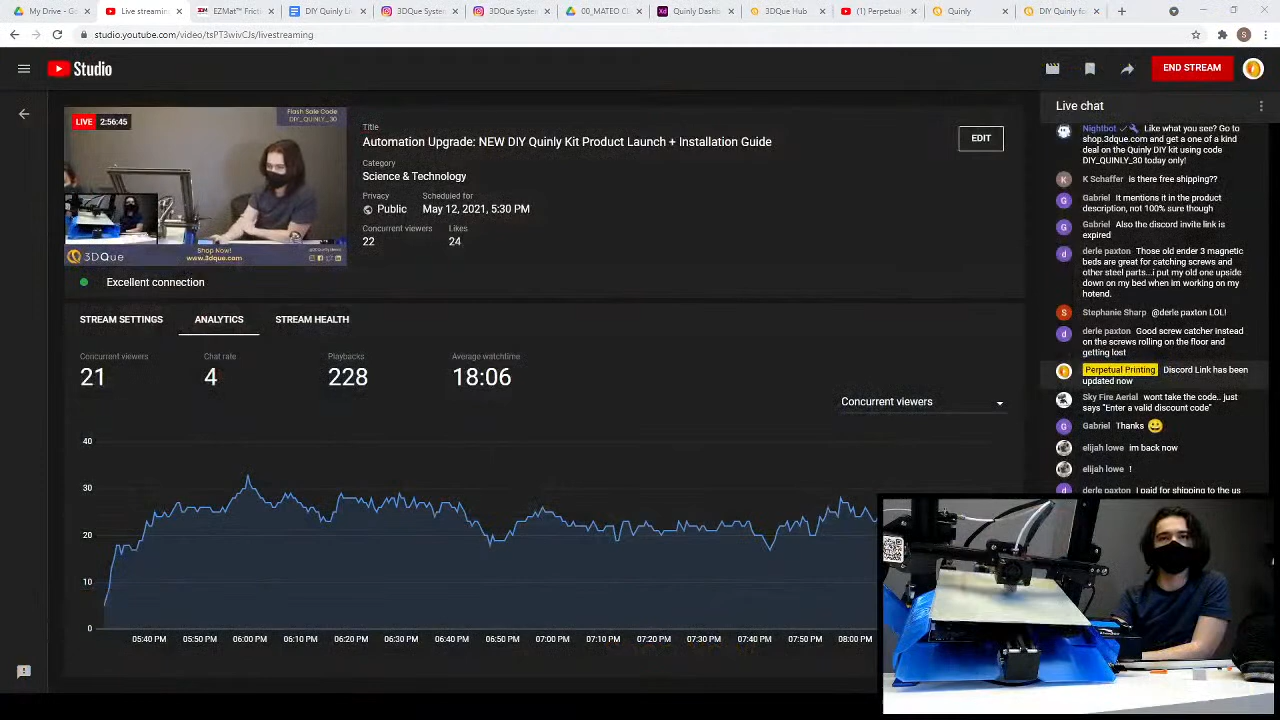 My Drive - Go
Live streami
EZMat™ Fricti
DIY Quinly Li
3DQue System
3DQue System
00_MATEO CL
Xd
Quinly Dashb
3DQue Hub
(1) Perpetual
Quinly
DIY Quinly fo
studio.youtube.com/video/tsPT3wivCJs/livestreaming
S
Studio
END STREAM
LIVE 2:56:45
Flash Sale Code
DIY_QUINLY_30
3DQue
Shop Now!
www.3dque.com
Title
Automation Upgrade: NEW DIY Quinly Kit Product Launch + Installation Guide
EDIT
Category
Science & Technology
Privacy
Scheduled for
Public
May 12, 2021, 5:30 PM
Concurrent viewers
Likes
22
24
Excellent connection
STREAM SETTINGS
ANALYTICS
STREAM HEALTH
Concurrent viewers
Chat rate
Playbacks
Average watchtime
21
4
228
18:06
Concurrent viewers
40
30
20
10
0
05:40 PM
05:50 PM
06:00 PM
06:10 PM
06:20 PM
06:30 PM
06:40 PM
06:50 PM
07:00 PM
07:10 PM
07:20 PM
07:30 PM
07:40 PM
07:50 PM
08:00 PM
Live chat
Nightbot Like what you see? Go to
shop.3dque.com and get a one of a kind
deal on the Quinly DIY kit using code
DIY_QUINLY_30 today only!
K
K Schaffer is there free shipping??
G
Gabriel It mentions it in the product
description, not 100% sure though
G
Gabriel Also the discord invite link is
expired
d
derle paxton Those old ender 3 magnetic
beds are great for catching screws and
other steel parts...i put my old one upside
down on my bed when Im working on my
hotend.
S
Stephanie Sharp @derle paxton LOL!
d
derle paxton Good screw catcher instead
on the screws rolling on the floor and
getting lost
Perpetual Printing Discord Link has been
updated now
Sky Fire Aerial wont take the code.. just
says "Enter a valid discount code"
G
Gabriel Thanks 😀
elijah lowe im back now
elijah lowe !
d
derle paxton I paid for shipping to the us